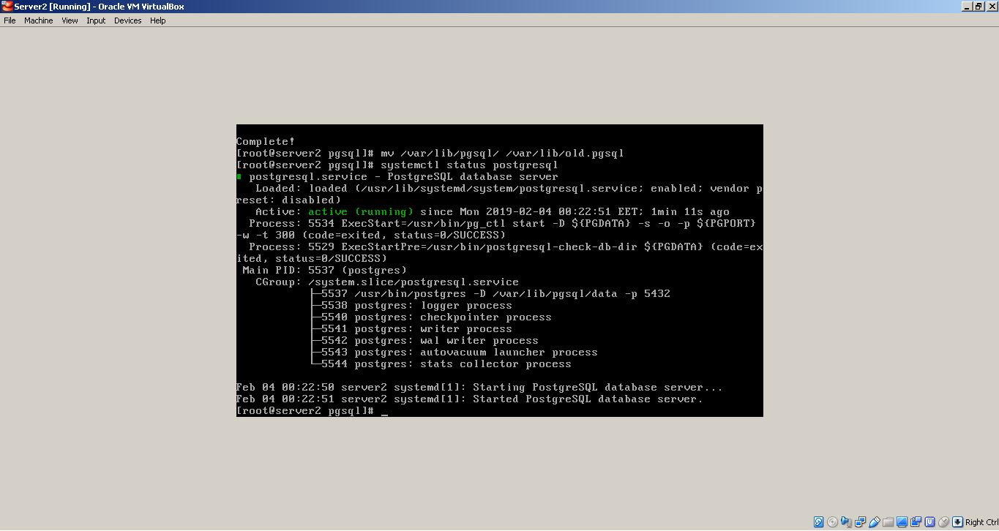 Server2 [Running] - Oracle VM VirtualBox
File Machine View Input Devices Help
Complete!
[root@server2 pgsql]# mv /var/lib/pgsql/ /var/lib/old.pgsql
[root@server2 pgsql]# systemctl status postgresql
postgresql.service - PostgreSQL database server
Loaded: loaded (/usr/lib/systemd/system/postgresql.service; enabled; vendor p
reset: disabled)
Active: active (running) since Mon 2019-02-04 00:22:51 EET; 1min 11s ago
Process: 5534 ExecStart=/usr/bin/pg_ctl start -D ${PGDATA} -s -o -p ${PGPORT}
-w -t 300 (code=exited, status=0/SUCCESS)
Process: 5529 ExecStartPre=/usr/bin/postgresql-check-db-dir ${PGDATA} (code=ex
ited, status=0/SUCCESS)
Main PID: 5537 (postgres)
CGroup: /system.slice/postgresql.service
├─5537 /usr/bin/postgres -D /var/lib/pgsql/data -p 5432
├─5538 postgres: logger process
├─5540 postgres: checkpointer process
├─5541 postgres: writer process
├─5542 postgres: wal writer process
├─5543 postgres: autovacuum launcher process
└─5544 postgres: stats collector process
Feb 04 00:22:50 server2 systemd[1]: Starting PostgreSQL database server...
Feb 04 00:22:51 server2 systemd[1]: Started PostgreSQL database server.
[root@server2 pgsql]# _
Right Ctrl